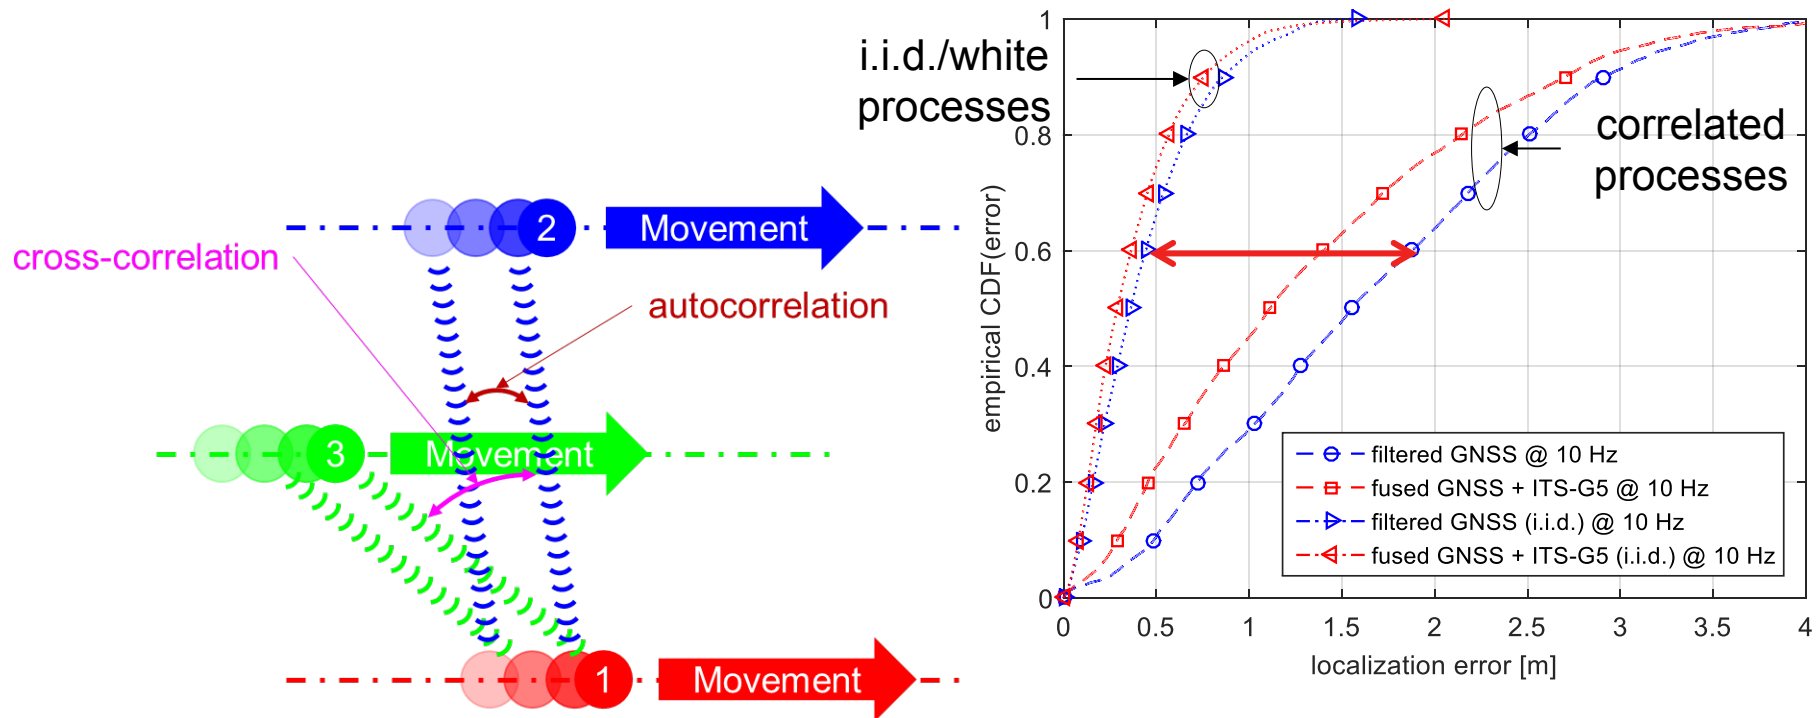 cross-correlation
2
Movement
autocorrelation
3
Movement
1
Movement
i.i.d./white
processes
correlated
processes
empirical CDF(error)
1
0.8
0.6
0.4
0.2
0
0
0.5
1
1.5
2
2.5
3
3.5
4
localization error [m]
filtered GNSS @ 10 Hz
fused GNSS + ITS-G5 @ 10 Hz
filtered GNSS (i.i.d.) @ 10 Hz
fused GNSS + ITS-G5 (i.i.d.) @ 10 Hz